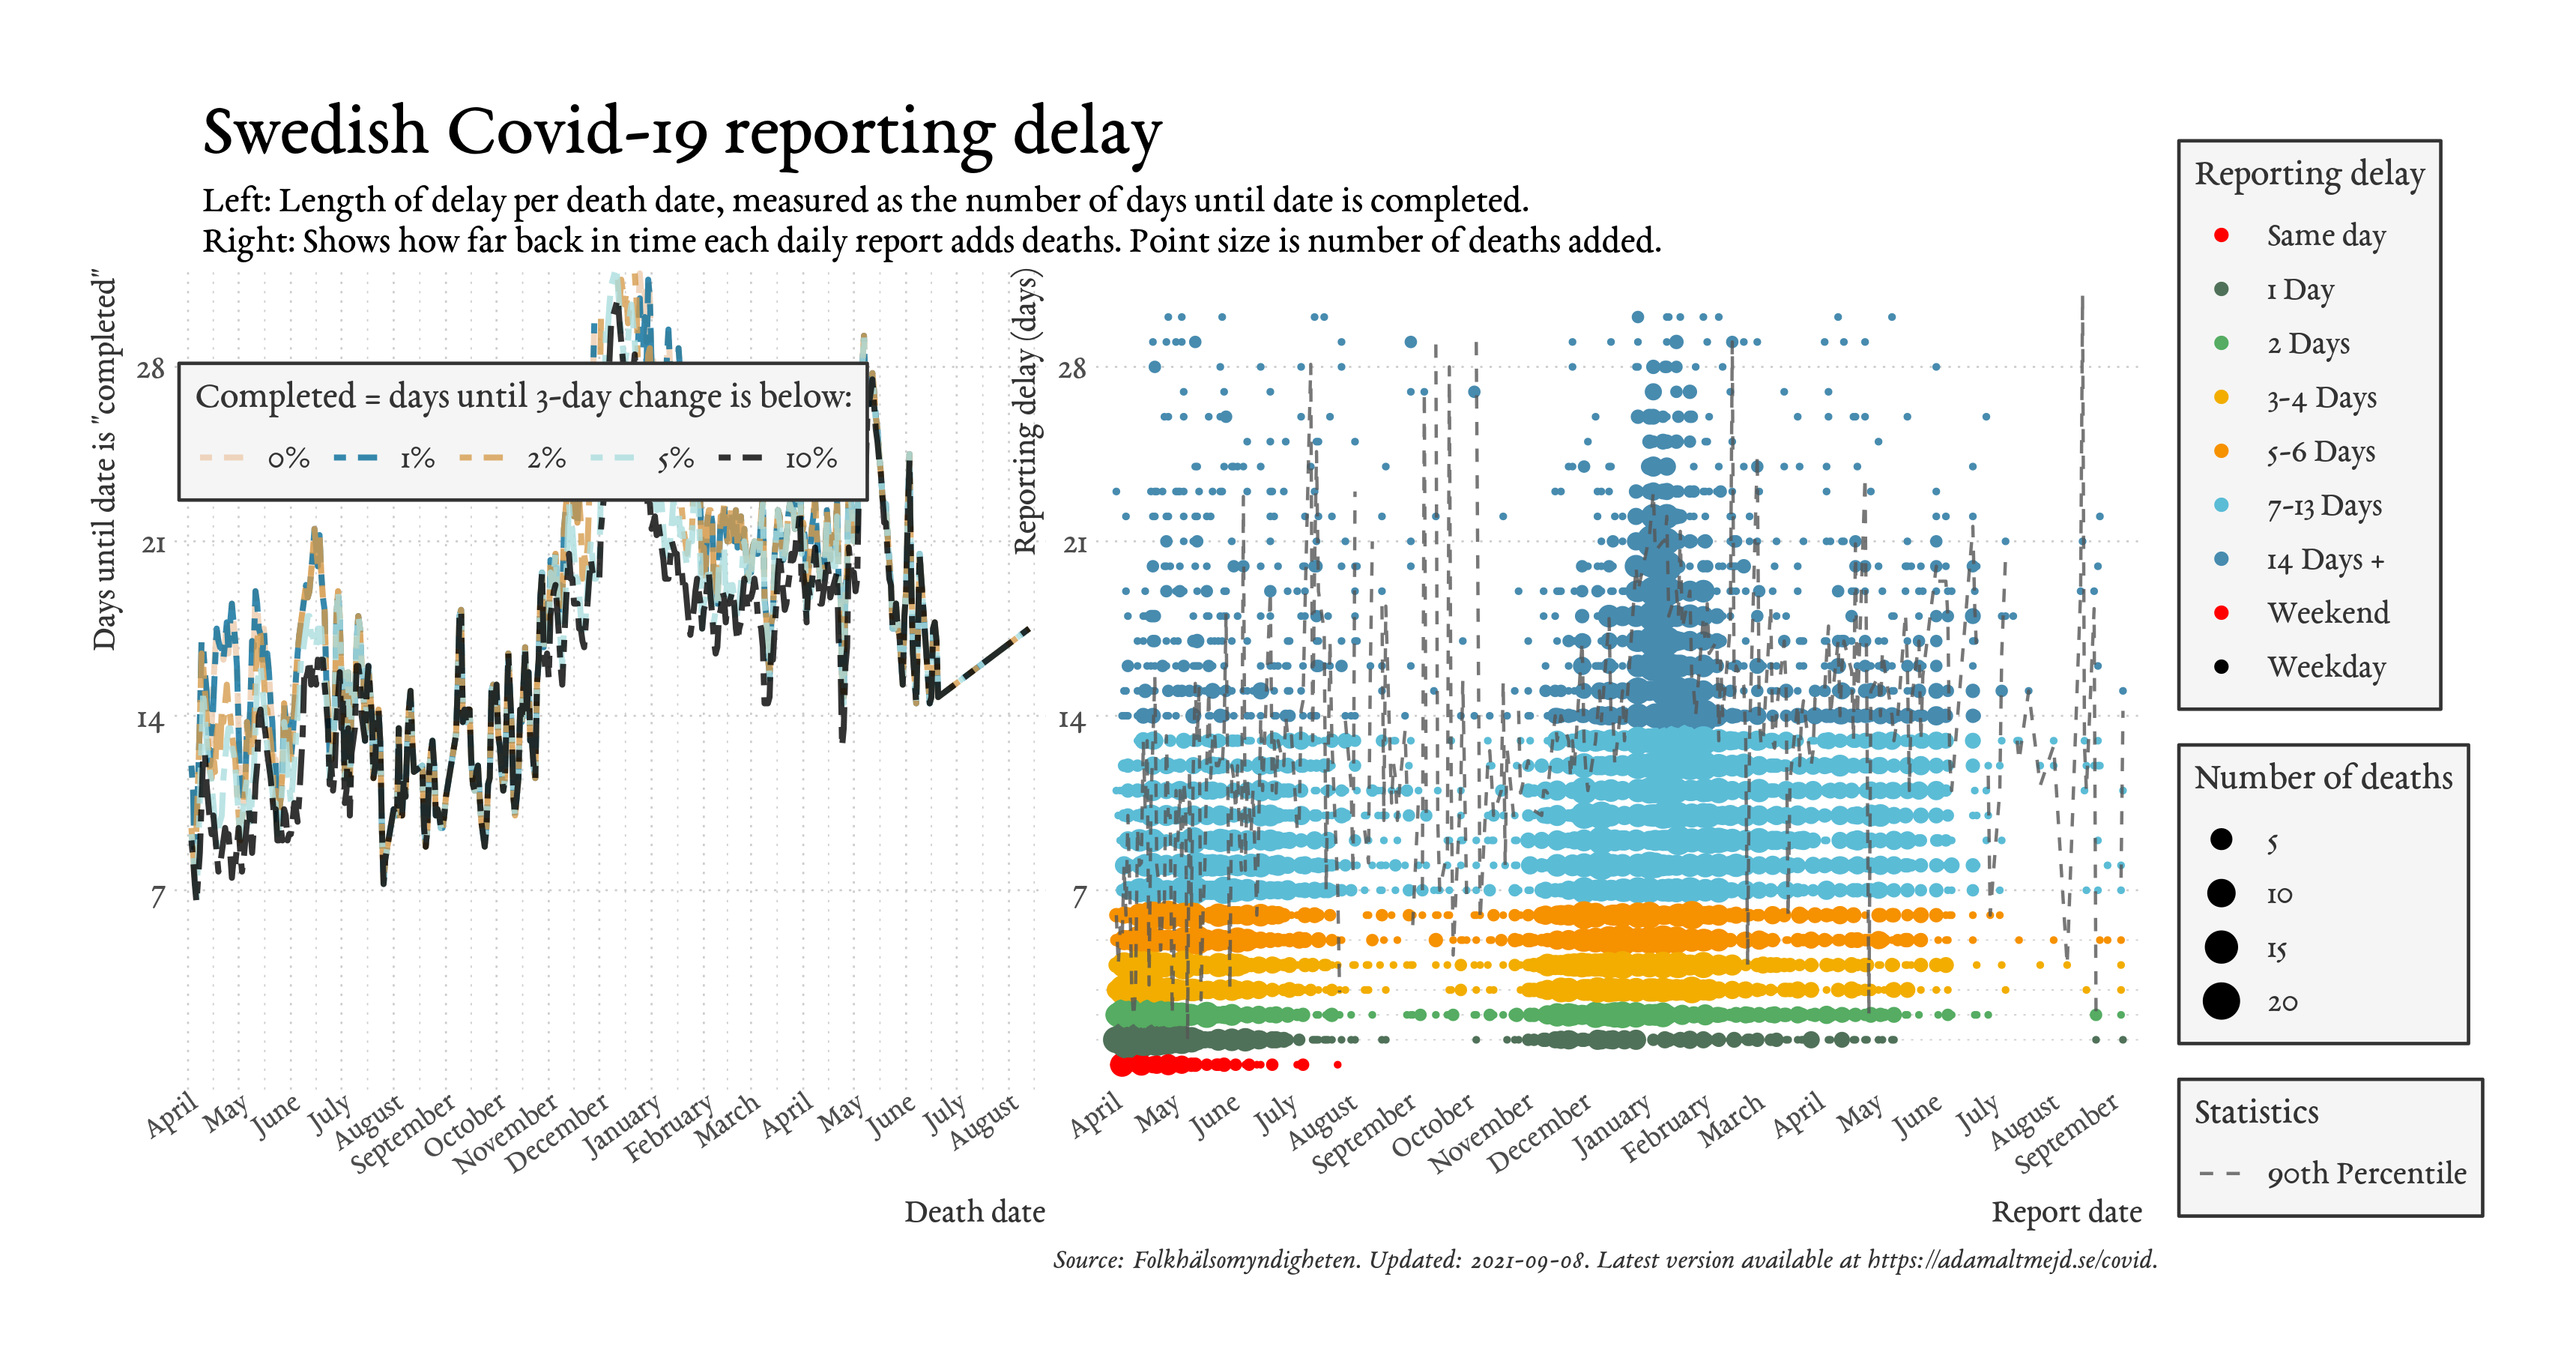 Swedish Covid-19 reporting delay
Left: Length of delay per death date, measured as the number of days until date is completed.
Right: Shows how far back in time each daily report adds deaths. Point size is number of deaths added.
Days until date is "completed"
28
21
14
7
Completed = days until 3-day change is below:
0% 1% 2% 5% 10%
April May June July August September October November December January February March April May June July August
Death date
Reporting delay (days)
28
21
14
7
April May June July August September October November December January February March April May June July August September
Report date
Reporting delay
Same day
1 Day
2 Days
3-4 Days
5-6 Days
7-13 Days
14 Days +
Weekend
Weekday
Number of deaths
5
10
15
20
Statistics
90th Percentile
Source: Folkhälsomyndigheten. Updated: 2021-09-08. Latest version available at https://adamaltmejd.se/covid.